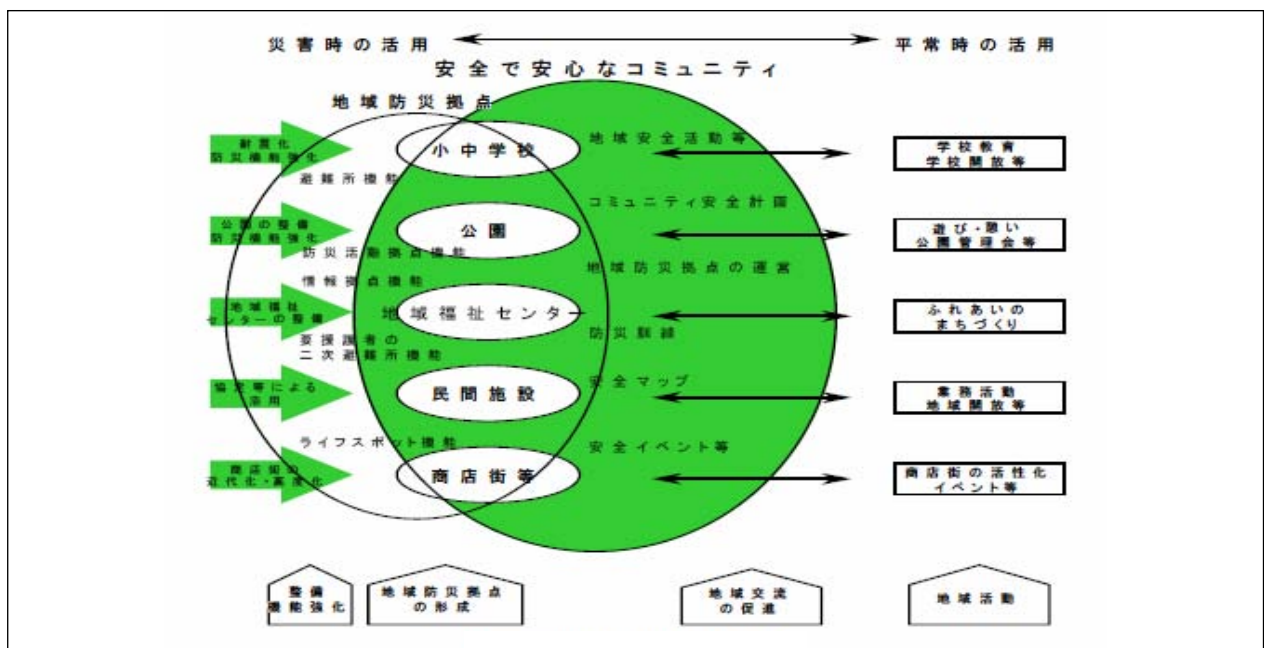 災害時の活用
平常時の活用
安全で安心なコミュニティ
地域防災拠点
耐震化
防災機能強化
小中学校
地域安全活動等
学校教育
学校開放等
避難所機能
コミュニティ安全計画
公園の整備
防災機能強化
公園
遊び・憩い
公園管理会等
防災活動拠点機能
地域防災拠点の運営
情報拠点機能
地域福祉
センターの整備
地域福祉センター
ふれあいの
まちづくり
防災訓練
要援護者の
二次避難所機能
安全マップ
協定等による
活用
民間施設
業務活動
地域開放等
ライフスポット機能
安全イベント等
商店街の
近代化・高度化
商店街等
商店街の活性化
イベント等
整備
機能強化
地域防災拠点
の形成
地域交流
の促進
地域活動